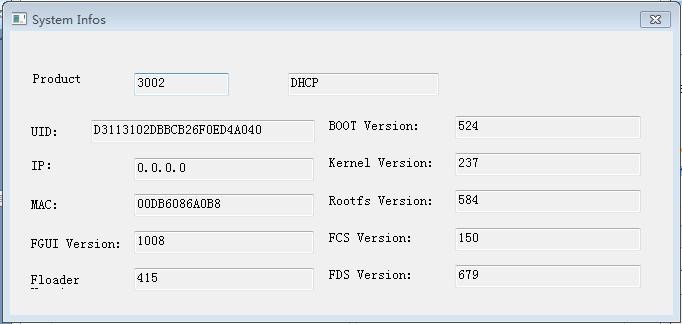 System Infos
Product 3002 DHCP
UID: D3113102DBBCB26F0ED4A040 BOOT Version: 524
IP: 0.0.0.0 Kernel Version: 237
MAC: 00DB6086A0B8 Rootfs Version: 584
FGUI Version: 1008 FCS Version: 150
Floader 415 FDS Version: 679